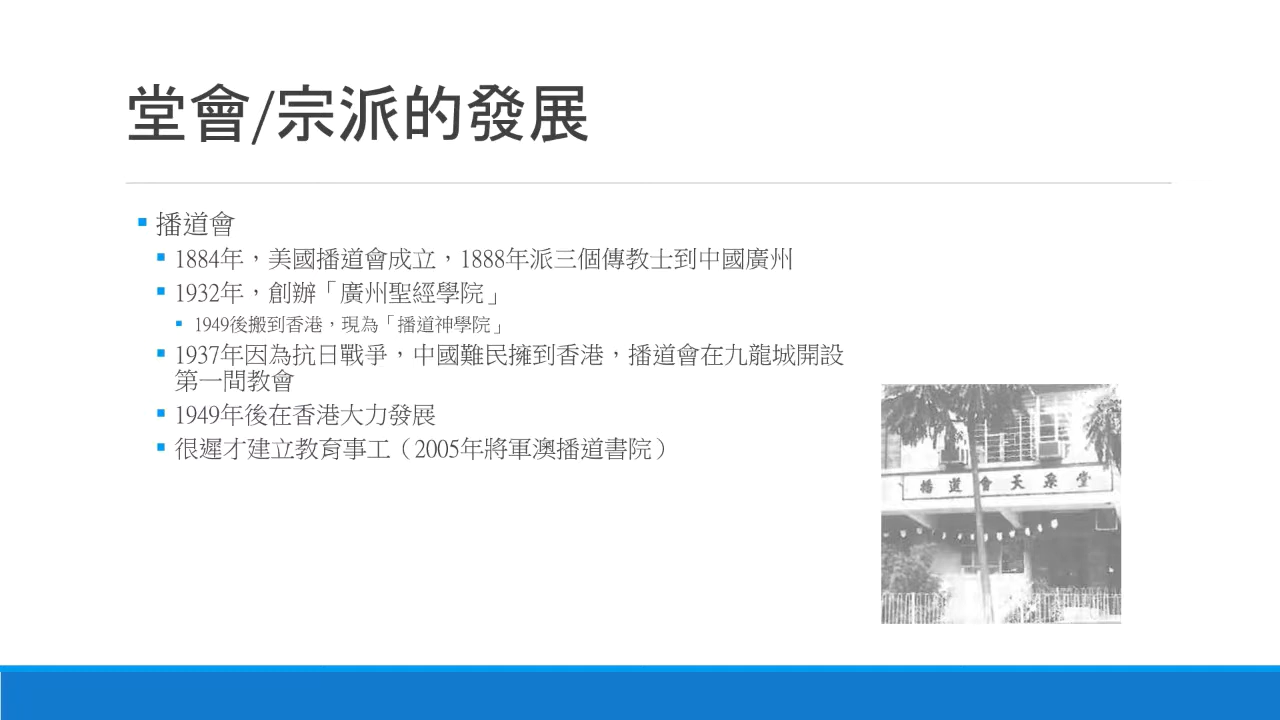 堂會/宗派的發展
播道會
1884年，美國播道會成立，1888年派三個傳教士到中國廣州
1932年，創辦「廣州聖經學院」
1949後搬到香港，現為「播道神學院」
1937年因為抗日戰爭，中國難民擁到香港，播道會在九龍城開設
第一間教會
1949年後在香港大力發展
很遲才建立教育事工（2005年將軍澳播道書院）
播道會天泉堂